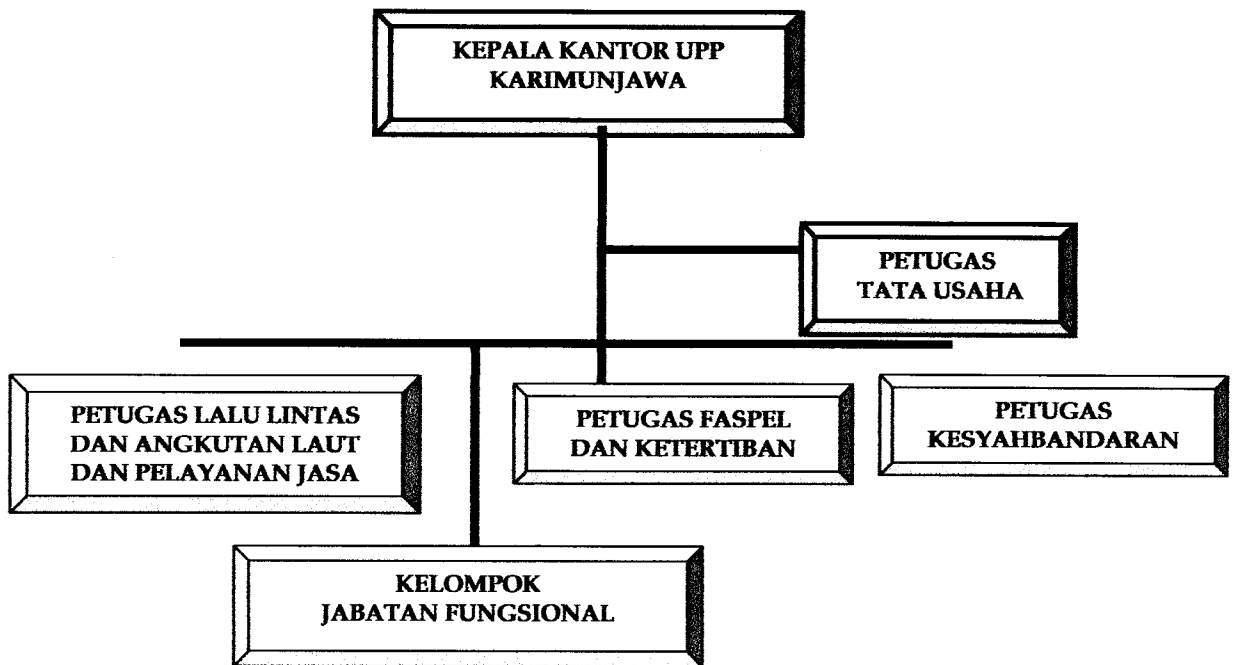 KEPALA KANTOR UPP
KARIMUNJAWA
PETUGAS
TATA USAHA
PETUGAS LALU LINTAS
DAN ANGKUTAN LAUT
DAN PELAYANAN JASA
PETUGAS FASPEL
DAN KETERTIBAN
PETUGAS
KESYAHBANDARAN
KELOMPOK
JABATAN FUNGSIONAL